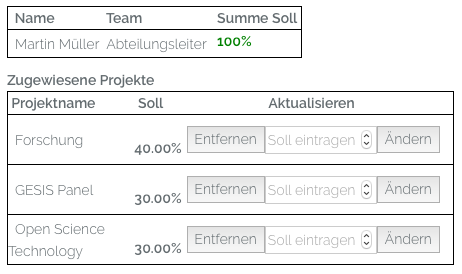 Name Team Summe Soll
Martin Müller Abteilungsleiter 100%
Zugewiesene Projekte
Projektname Soll Aktualisieren
Forschung 40.00% Entfernen Soll eintragen Ändern
GESIS Panel 30.00% Entfernen Soll eintragen Ändern
Open Science
Technology 30.00% Entfernen Soll eintragen Ändern